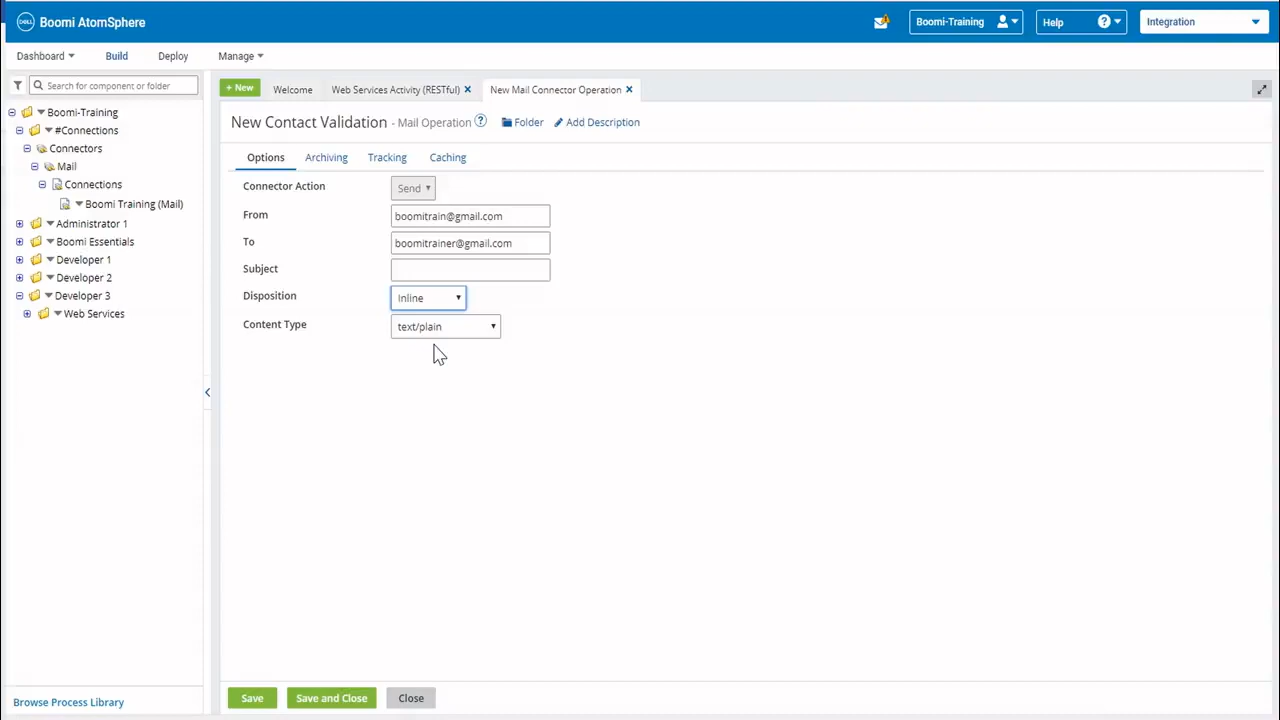 DELL Boomi AtomSphere
Boomi-Training
Help ?
Integration
Dashboard Build Deploy Manage
Search for component or folder
+ New Welcome Web Services Activity (RESTful) × New Mail Connector Operation ×
Boomi-Training
#Connections
Connectors
Mail
Connections
Boomi Training (Mail)
Administrator 1
Boomi Essentials
Developer 1
Developer 2
Developer 3
Web Services
Browse Process Library
New Contact Validation - Mail Operation ? Folder Add Description
Options Archiving Tracking Caching
Connector Action Send
From boomitrain@gmail.com
To boomitrainer@gmail.com
Subject
Disposition Inline
Content Type text/plain
Save Save and Close Close